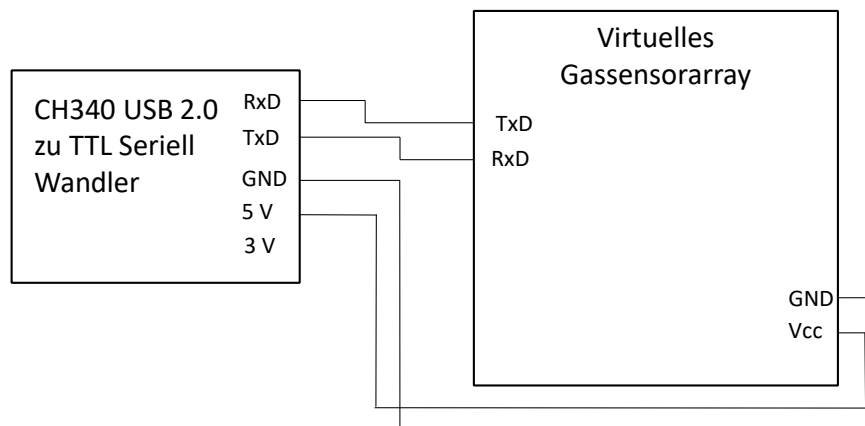 CH340 USB 2.0
zu TTL Seriell
Wandler
RxD
TxD
GND
5 V
3 V
Virtuelles
Gassensorarray
TxD
RxD
GND
Vcc